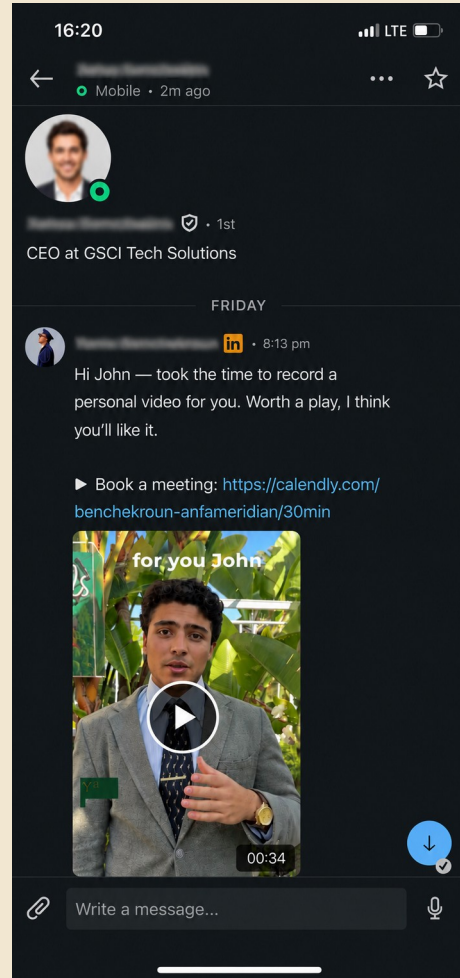 16:20
LTE
Mobile • 2m ago
• 1st
CEO at GSCI Tech Solutions
FRIDAY
in • 8:13 pm
Hi John — took the time to record a
personal video for you. Worth a play, I think
you’ll like it.
▶ Book a meeting: https://calendly.com/
benchekroun-anfameridian/30min
for you John
00:34
Write a message...